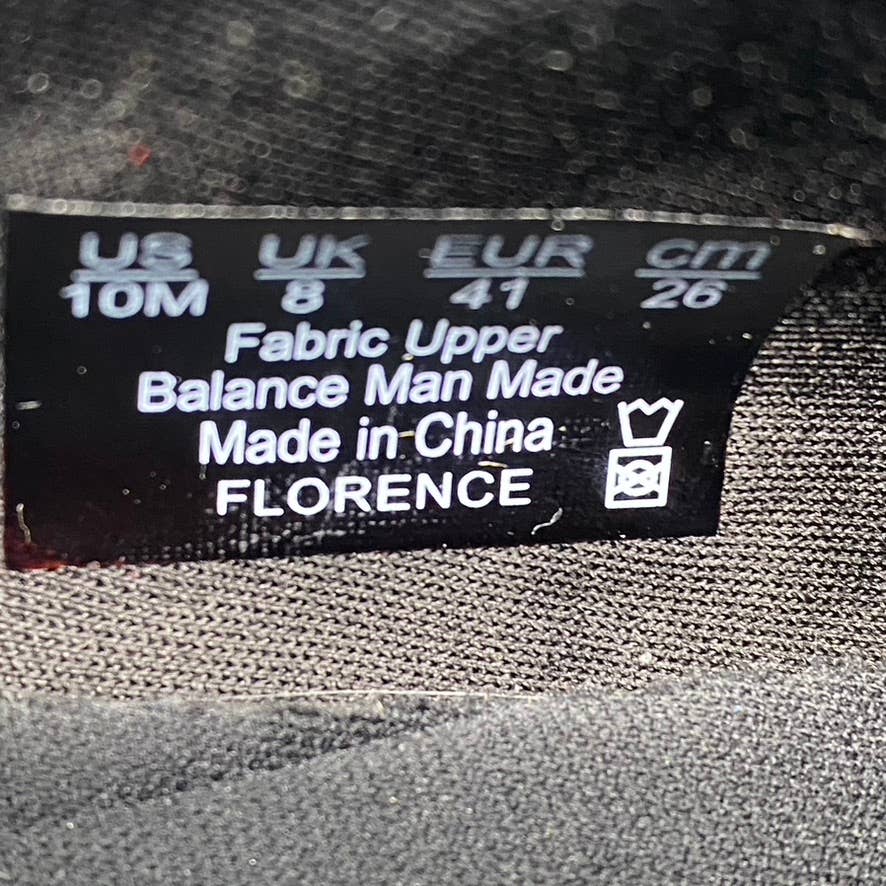 US UK EUR cm
10M 8 41 26
Fabric Upper
Balance Man Made
Made in China
FLORENCE